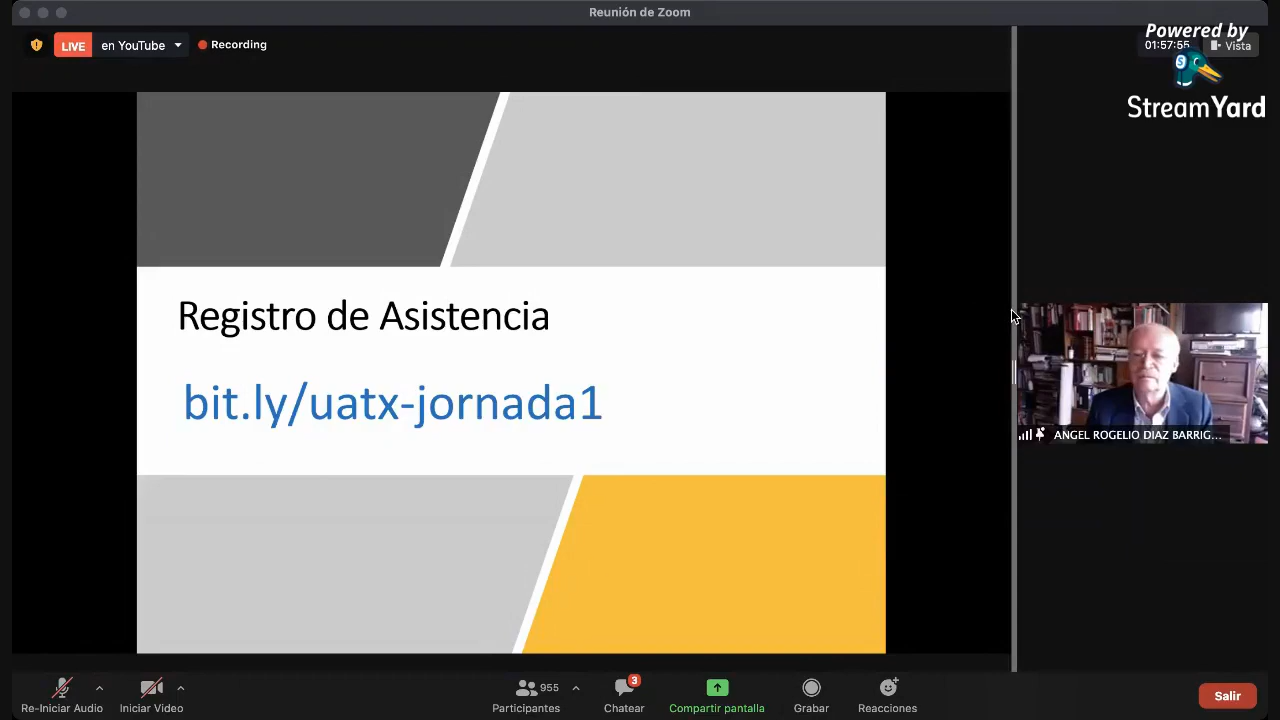 Reunión de Zoom
LIVE en YouTube
Recording
Powered by
01:57:55
Vista
S
StreamYard
Registro de Asistencia
bit.ly/uatx-jornada1
ANGEL ROGELIO DIAZ BARRIG...
Re-Iniciar Audio
Iniciar Video
955
Participantes
3
Chatear
Compartir pantalla
Grabar
Reacciones
Salir